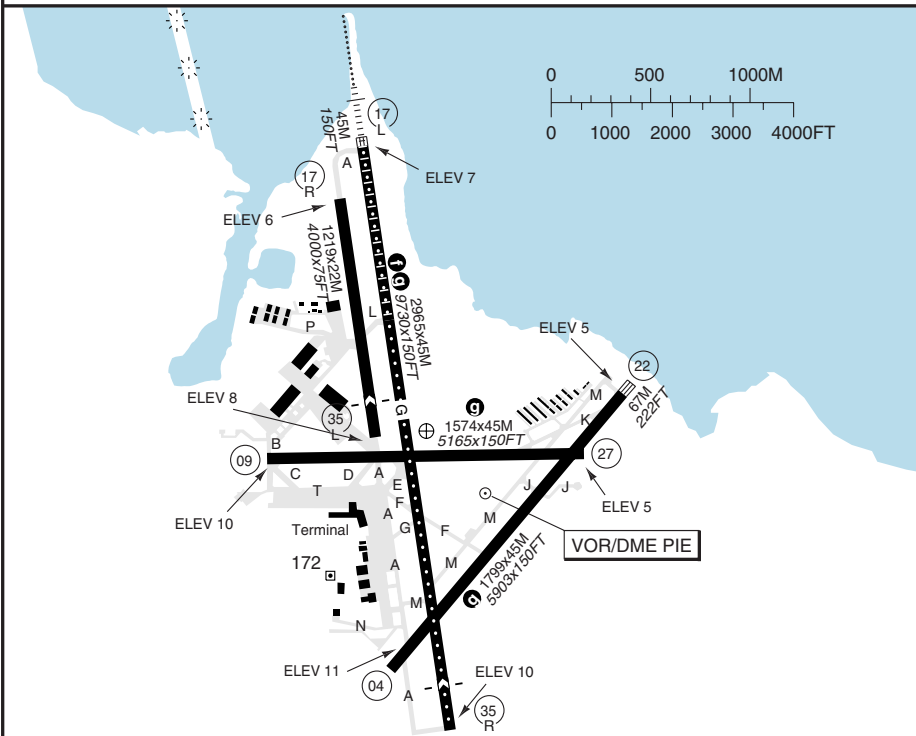 0 500 1000M
0 1000 2000 3000 4000FT
17
L
45M
150FT
E
A
ELEV 7
17
R
ELEV 6
1219x22M
4000x75FT
f
g
2965x45M
9730x150FT
L
P
ELEV 5
22
67M
222FT
M
K
ELEV 8
35
L
G
g
1574x45M
5165x150FT
B
09
27
C
D
A
T
E
F
J
J
ELEV 5
ELEV 10
A
G
F
M
Terminal
VOR/DME PIE
172
A
M
1799x45M
5903x150FT
g
M
N
ELEV 11
ELEV 10
04
A
35
R